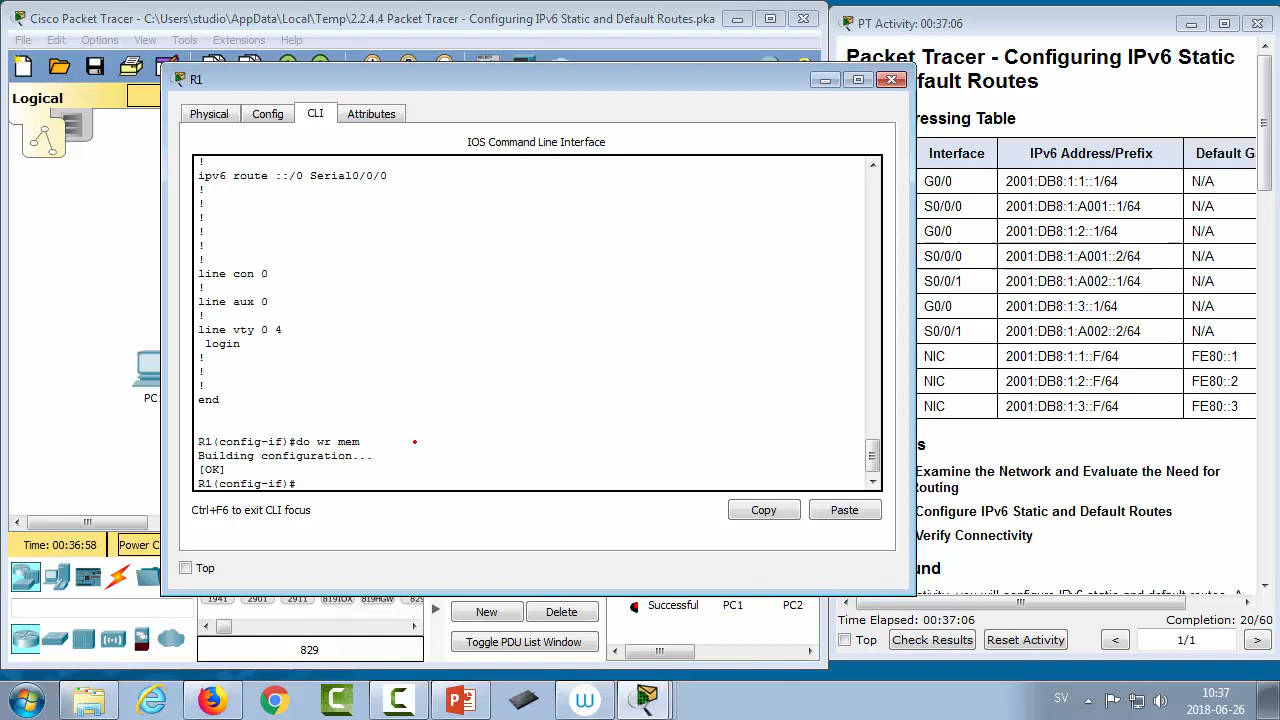 Cisco Packet Tracer - C:\Users\studio\AppData\Local\Temp\2.2.4.4 Packet Tracer - Configuring IPv6 Static and Default Routes.pka
File Edit Options View Tools Extensions Help
Logical
PC
Time: 00:36:58 Power C
1941 2901 2911 819IOX 819HGW 829
829
New Delete
Toggle PDU List Window
Successful PC1 PC2
R1
Physical Config CLI Attributes
IOS Command Line Interface
!
ipv6 route ::/0 Serial0/0/0
!
!
!
!
!
!
line con 0
!
line aux 0
!
line vty 0 4
login
!
!
!
end
R1(config-if)#do wr mem
Building configuration...
[OK]
R1(config-if)#
Ctrl+F6 to exit CLI focus
Copy Paste
Top
PT Activity: 00:37:06
Packet Tracer - Configuring IPv6 Static
fault Routes
ressing Table
Interface IPv6 Address/Prefix Default G
G0/0 2001:DB8:1:1::1/64 N/A
S0/0/0 2001:DB8:1:A001::1/64 N/A
G0/0 2001:DB8:1:2::1/64 N/A
S0/0/0 2001:DB8:1:A001::2/64 N/A
S0/0/1 2001:DB8:1:A002::1/64 N/A
G0/0 2001:DB8:1:3::1/64 N/A
S0/0/1 2001:DB8:1:A002::2/64 N/A
NIC 2001:DB8:1:1::F/64 FE80::1
NIC 2001:DB8:1:2::F/64 FE80::2
NIC 2001:DB8:1:3::F/64 FE80::3
s
Examine the Network and Evaluate the Need for
Routing
Configure IPv6 Static and Default Routes
Verify Connectivity
und
Time Elapsed: 00:37:06 Completion: 20/60
Top Check Results Reset Activity < 1/1 >
SV
10:37
2018-06-26